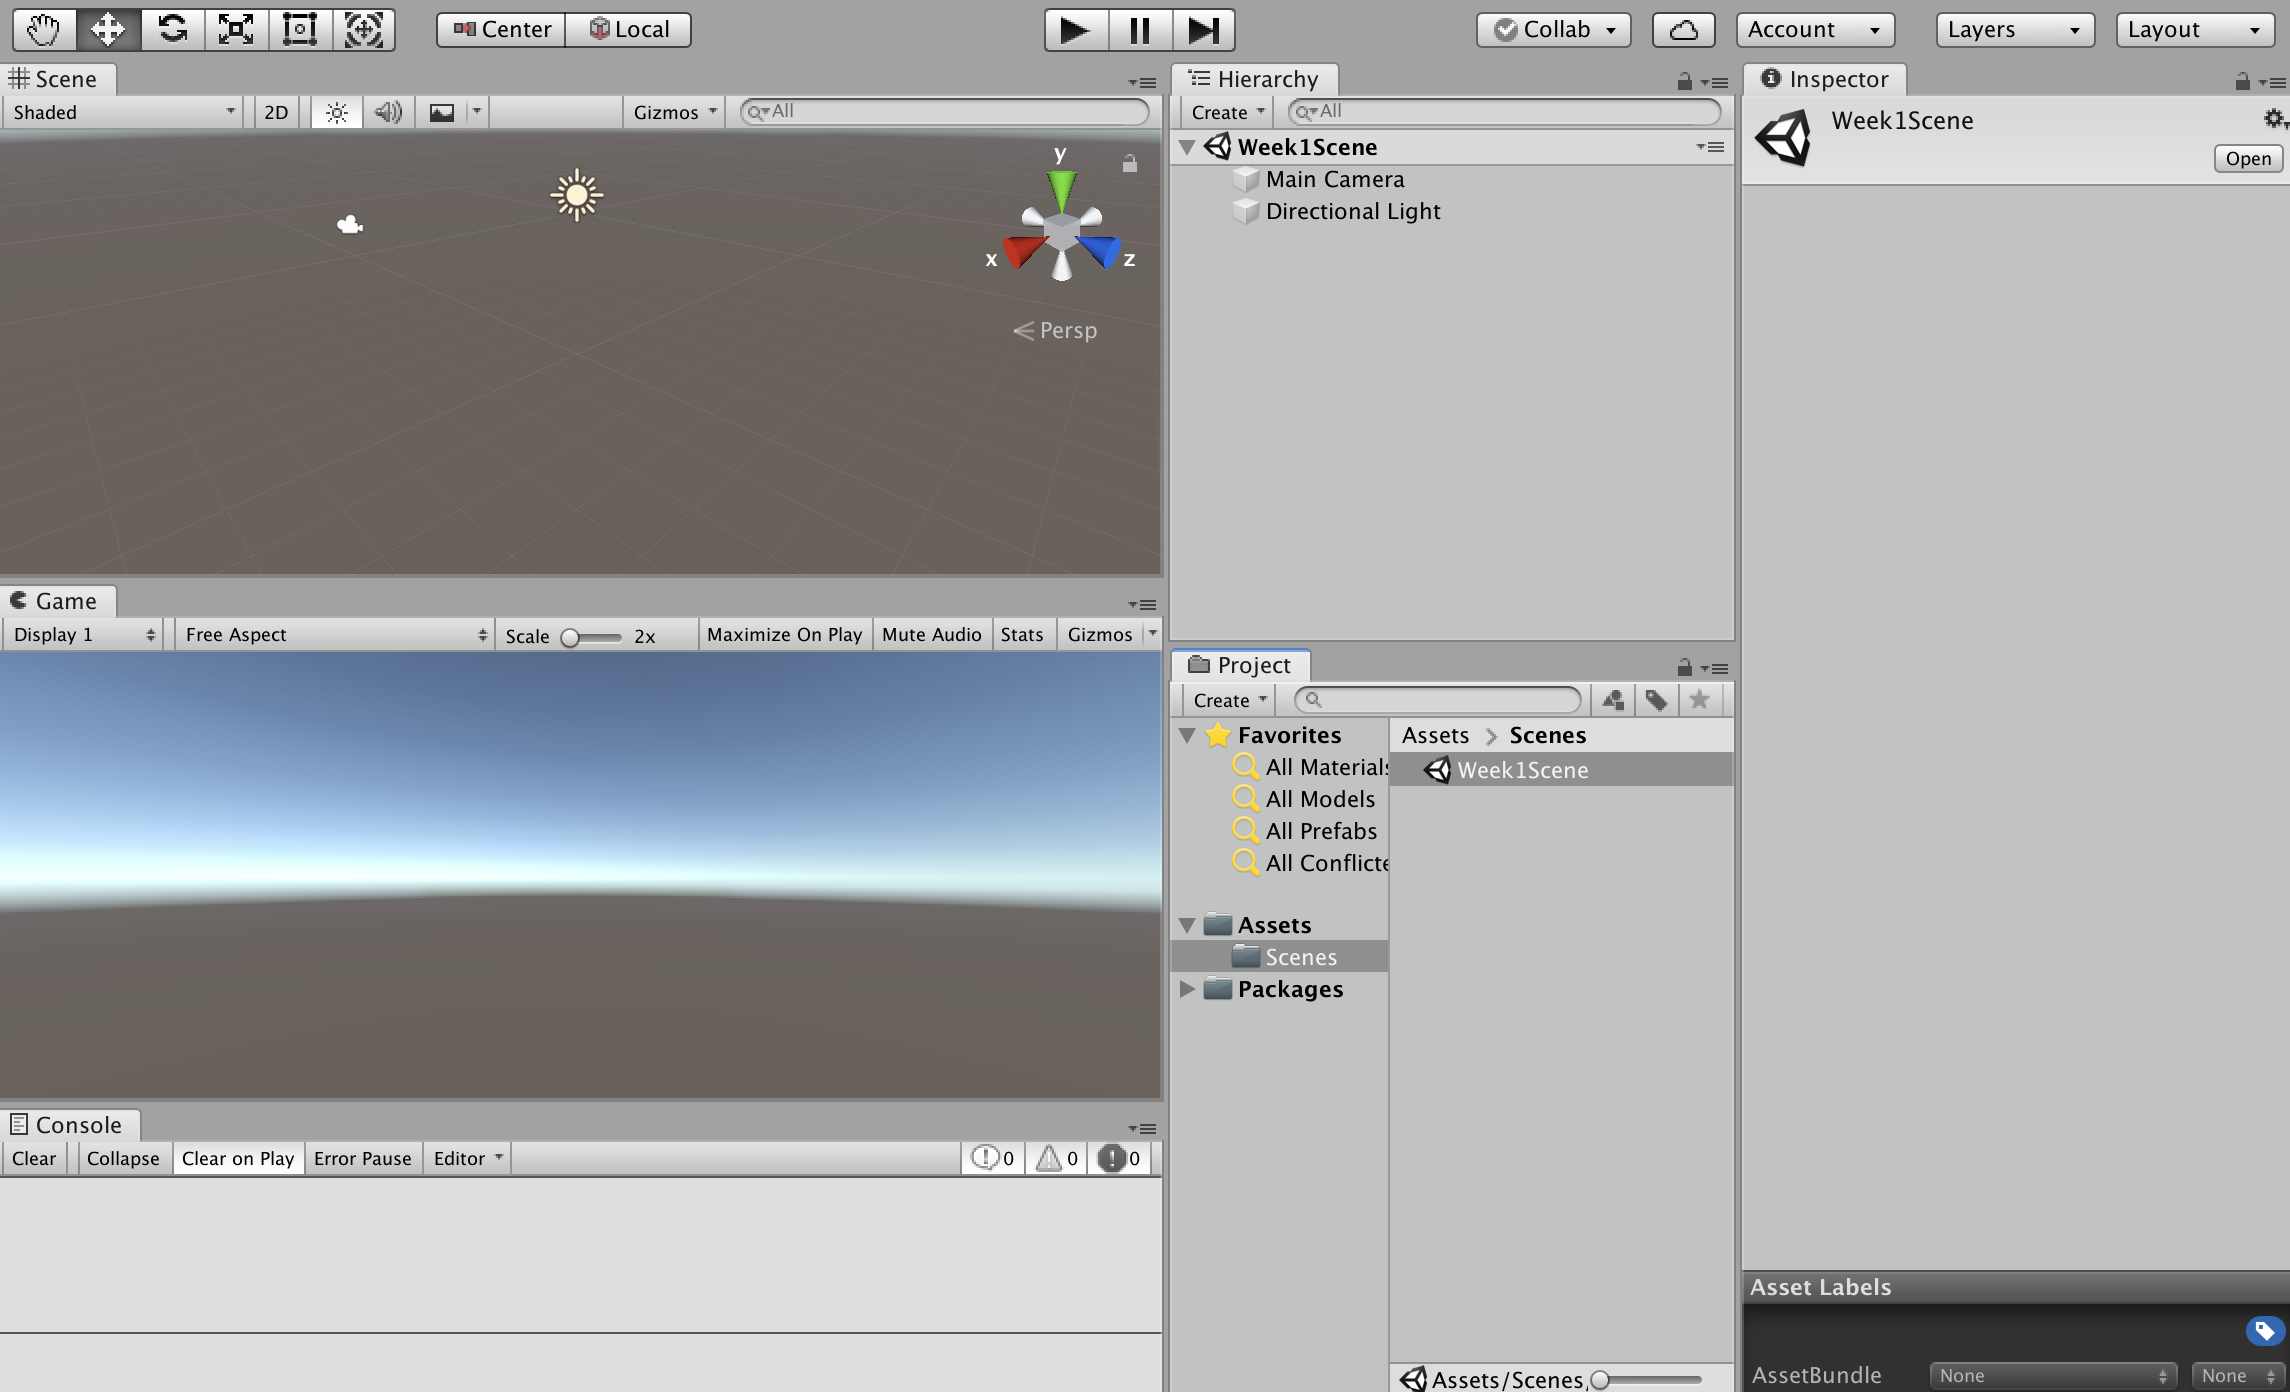 Center Local Collab Account Layers Layout
Scene
Shaded 2D Gizmos All
y
x z
Persp
Game
Display 1 Free Aspect Scale 2x Maximize On Play Mute Audio Stats Gizmos
Console
Clear Collapse Clear on Play Error Pause Editor 0 0 0
Hierarchy
Create All
Week1Scene
Main Camera
Directional Light
Project
Create
Favorites
All Materials
All Models
All Prefabs
All Conflicte
Assets
Scenes
Packages
Assets Scenes
Week1Scene
Assets/Scenes/
Inspector
Week1Scene
Open
Asset Labels
AssetBundle None None